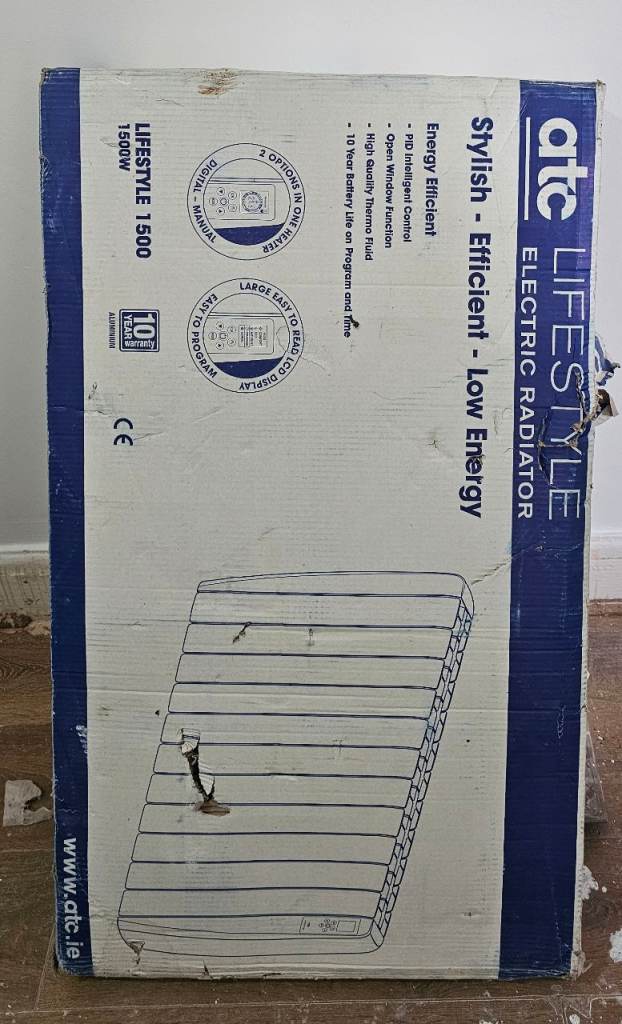 atc LIFESTYLE
ELECTRIC RADIATOR
Stylish - Efficient - Low Energy
Energy Efficient
- PID Intelligent Control
- Open Window Function
- High Quality Thermo Fluid
- 10 Year Battery Life on Program and Time
2 OPTIONS IN ONE HEATER
DIGITAL - MANUAL
LARGE EASY TO READ LCD DISPLAY
EASY TO PROGRAM
LIFESTYLE 1500
1500W
10
YEAR
warranty
ALUMINIUM
CE
www.atc.ie